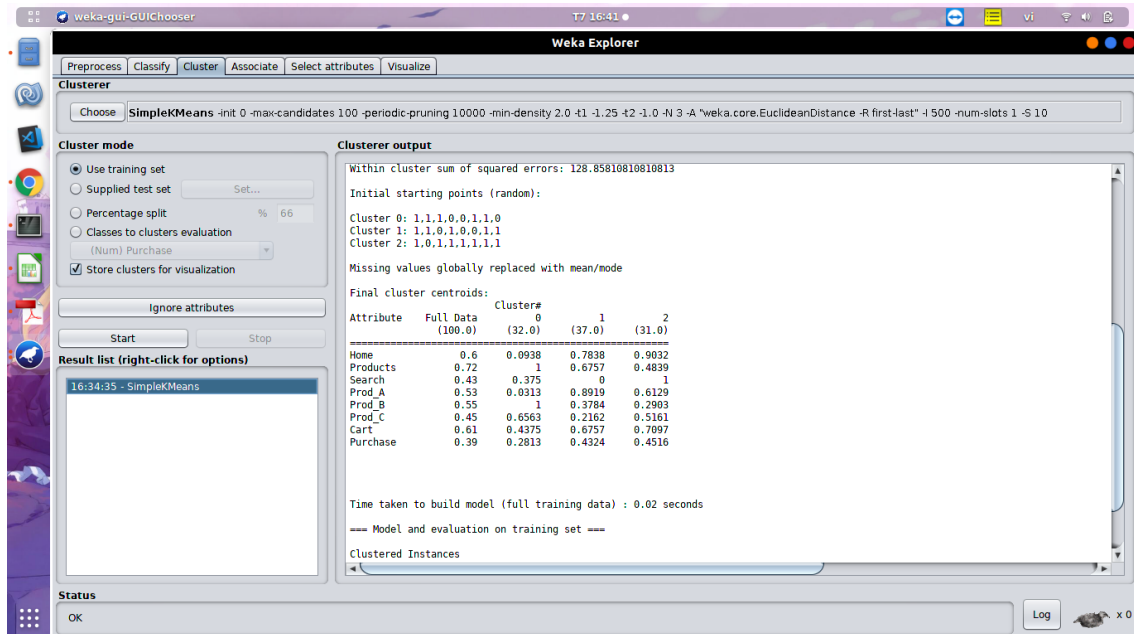 weka-gui-GUIChooser
T7 16:41
vi
Weka Explorer
Preprocess Classify Cluster Associate Select attributes Visualize
Clusterer
Choose SimpleKMeans -init 0 -max-candidates 100 -periodic-pruning 10000 -min-density 2.0 -t1 -1.25 -t2 -1.0 -N 3 -A "weka.core.EuclideanDistance -R first-last" -I 500 -num-slots 1 -S 10
Cluster mode
Use training set
Supplied test set Set...
Percentage split % 66
Classes to clusters evaluation
(Num) Purchase
Store clusters for visualization
Ignore attributes
Start Stop
Result list (right-click for options)
16:34:35 - SimpleKMeans
Clusterer output
Within cluster sum of squared errors: 128.85810810810813
Initial starting points (random):
Cluster 0: 1,1,1,0,0,1,1,0
Cluster 1: 1,1,0,1,0,0,1,1
Cluster 2: 1,0,1,1,1,1,1,1
Missing values globally replaced with mean/mode
Final cluster centroids:
Cluster#
Attribute Full Data 0 1 2
(100.0) (32.0) (37.0) (31.0)
==================================================================
Home 0.6 0.0938 0.7838 0.9032
Products 0.72 1 0.6757 0.4839
Search 0.43 0.375 0 1
Prod_A 0.53 0.0313 0.8919 0.6129
Prod_B 0.55 1 0.3784 0.2903
Prod_C 0.45 0.6563 0.2162 0.5161
Cart 0.61 0.4375 0.6757 0.7097
Purchase 0.39 0.2813 0.4324 0.4516
Time taken to build model (full training data) : 0.02 seconds
=== Model and evaluation on training set ===
Clustered Instances
Status
OK
Log x 0